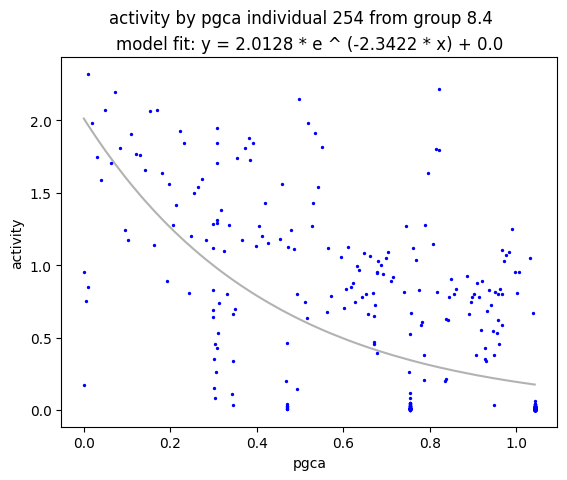 activity by pgca individual 254 from group 8.4
model fit: y = 2.0128 * e ^ (-2.3422 * x) + 0.0
2.0
1.5
1.0
0.5
0.0
activity
0.0 0.2 0.4 0.6 0.8 1.0
pgca